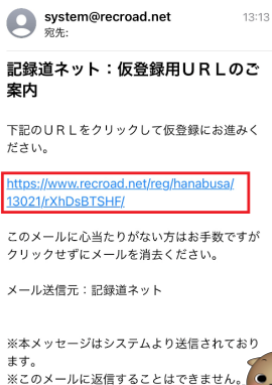 system@recroad.net
13:13
宛先:
記録道ネット：仮登録用ＵＲＬのご
案内
下記のＵＲＬをクリックして仮登録にお進みく
ださい。
https://www.recroad.net/reg/hanabusa/
13021/rXhDsBTSHF/
このメールに心当たりがない方はお手数ですが
クリックせずにメールを消去ください。
メール送信元：記録道ネット
※本メッセージはシステムより送信されており
ます。
※このメールに返信することはできません。